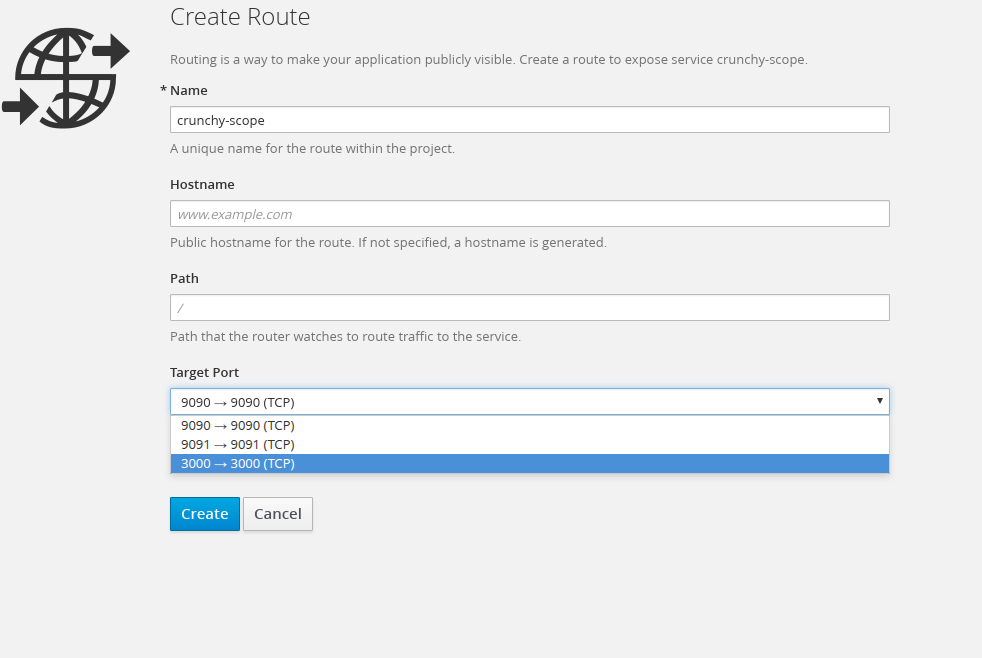 Create Route
Routing is a way to make your application publicly visible. Create a route to expose service crunchy-scope.
* Name
crunchy-scope
A unique name for the route within the project.
Hostname
www.example.com
Public hostname for the route. If not specified, a hostname is generated.
Path
/
Path that the router watches to route traffic to the service.
Target Port
9090 → 9090 (TCP)
9090 → 9090 (TCP)
9091 → 9091 (TCP)
3000 → 3000 (TCP)
Create Cancel